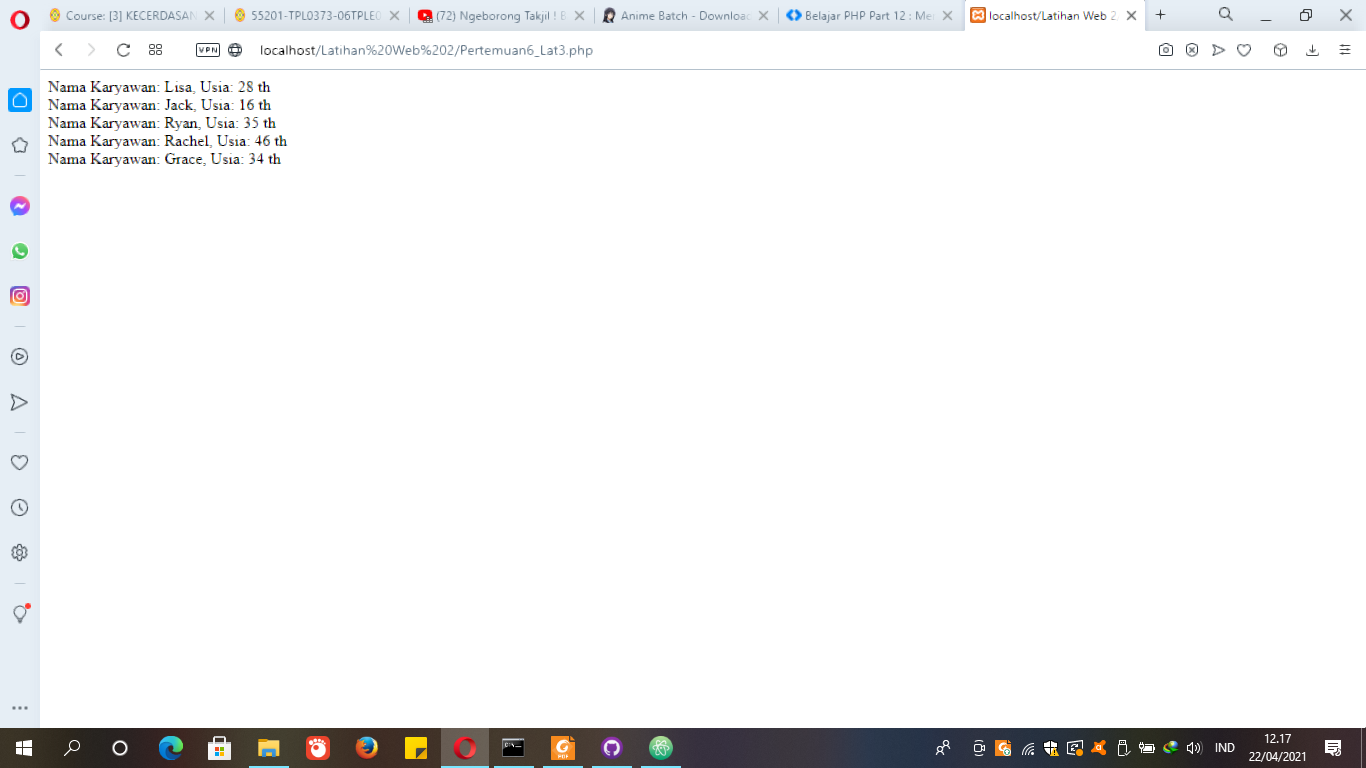 Course: [3] KECERDASAN
55201-TPL0373-06TPLE0
(72) Ngeborong Takjil ! B
Anime Batch - Download
Belajar PHP Part 12 : Me
localhost/Latihan Web 2
VPN
localhost/Latihan%20Web%202/Pertemuan6_Lat3.php
Nama Karyawan: Lisa, Usia: 28 th
Nama Karyawan: Jack, Usia: 16 th
Nama Karyawan: Ryan, Usia: 35 th
Nama Karyawan: Rachel, Usia: 46 th
Nama Karyawan: Grace, Usia: 34 th
IND
12.17
22/04/2021